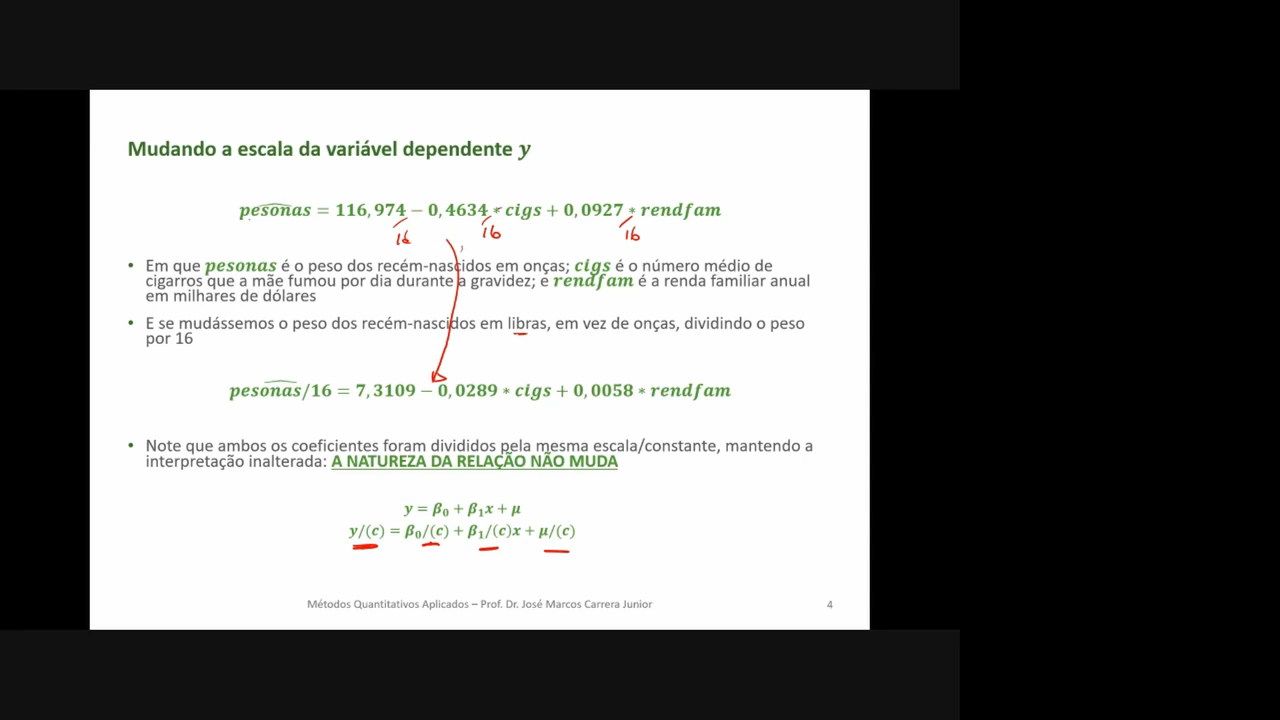 Mudando a escala da variável dependente y
pesonas = 116,974 − 0,4634 * cigs + 0,0927 * rendfam
16 16 16
• Em que pesonas é o peso dos recém-nascidos em onças; cigs é o número médio de
cigarros que a mãe fumou por dia durante a gravidez; e rendfam é a renda familiar anual
em milhares de dólares
• E se mudássemos o peso dos recém-nascidos em libras, em vez de onças, dividindo o peso
por 16
pesonas/16 = 7,3109 − 0,0289 * cigs + 0,0058 * rendfam
• Note que ambos os coeficientes foram divididos pela mesma escala/constante, mantendo a
interpretação inalterada: A NATUREZA DA RELAÇÃO NÃO MUDA
y = β₀ + β₁x + μ
y/(c) = β₀/(c) + β₁/(c)x + μ/(c)
Métodos Quantitativos Aplicados – Prof. Dr. José Marcos Carrera Junior 4